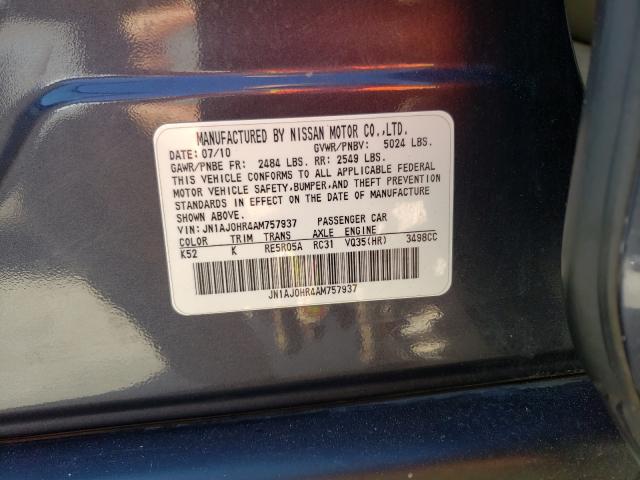 MANUFACTURED BY NISSAN MOTOR CO.,LTD.
DATE: 07/10 GVWR/PNBV: 5024 LBS.
GAWR/PNBE FR: 2484 LBS. RR: 2549 LBS.
THIS VEHICLE CONFORMS TO ALL APPLICABLE FEDERAL
MOTOR VEHICLE SAFETY,BUMPER,AND THEFT PREVENTION
STANDARDS IN EFFECT ON THE DATE OF MANUFACTURE
SHOWN ABOVE.
VIN: JN1AJ0HR4AM757937 PASSENGER CAR
COLOR TRIM TRANS AXLE ENGINE
K52 K RE5R05A RC31 VQ35(HR) 3498CC
JN1AJ0HR4AM757937